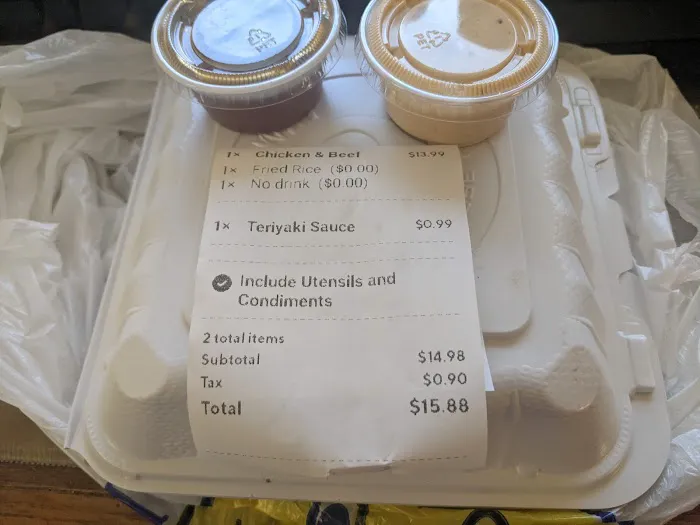 1× Chicken & Beef $13.99
1× Fried Rice ($0.00)
1× No drink ($0.00)
1× Teriyaki Sauce $0.99
Include Utensils and
Condiments
2 total items
Subtotal $14.98
Tax $0.90
Total $15.88